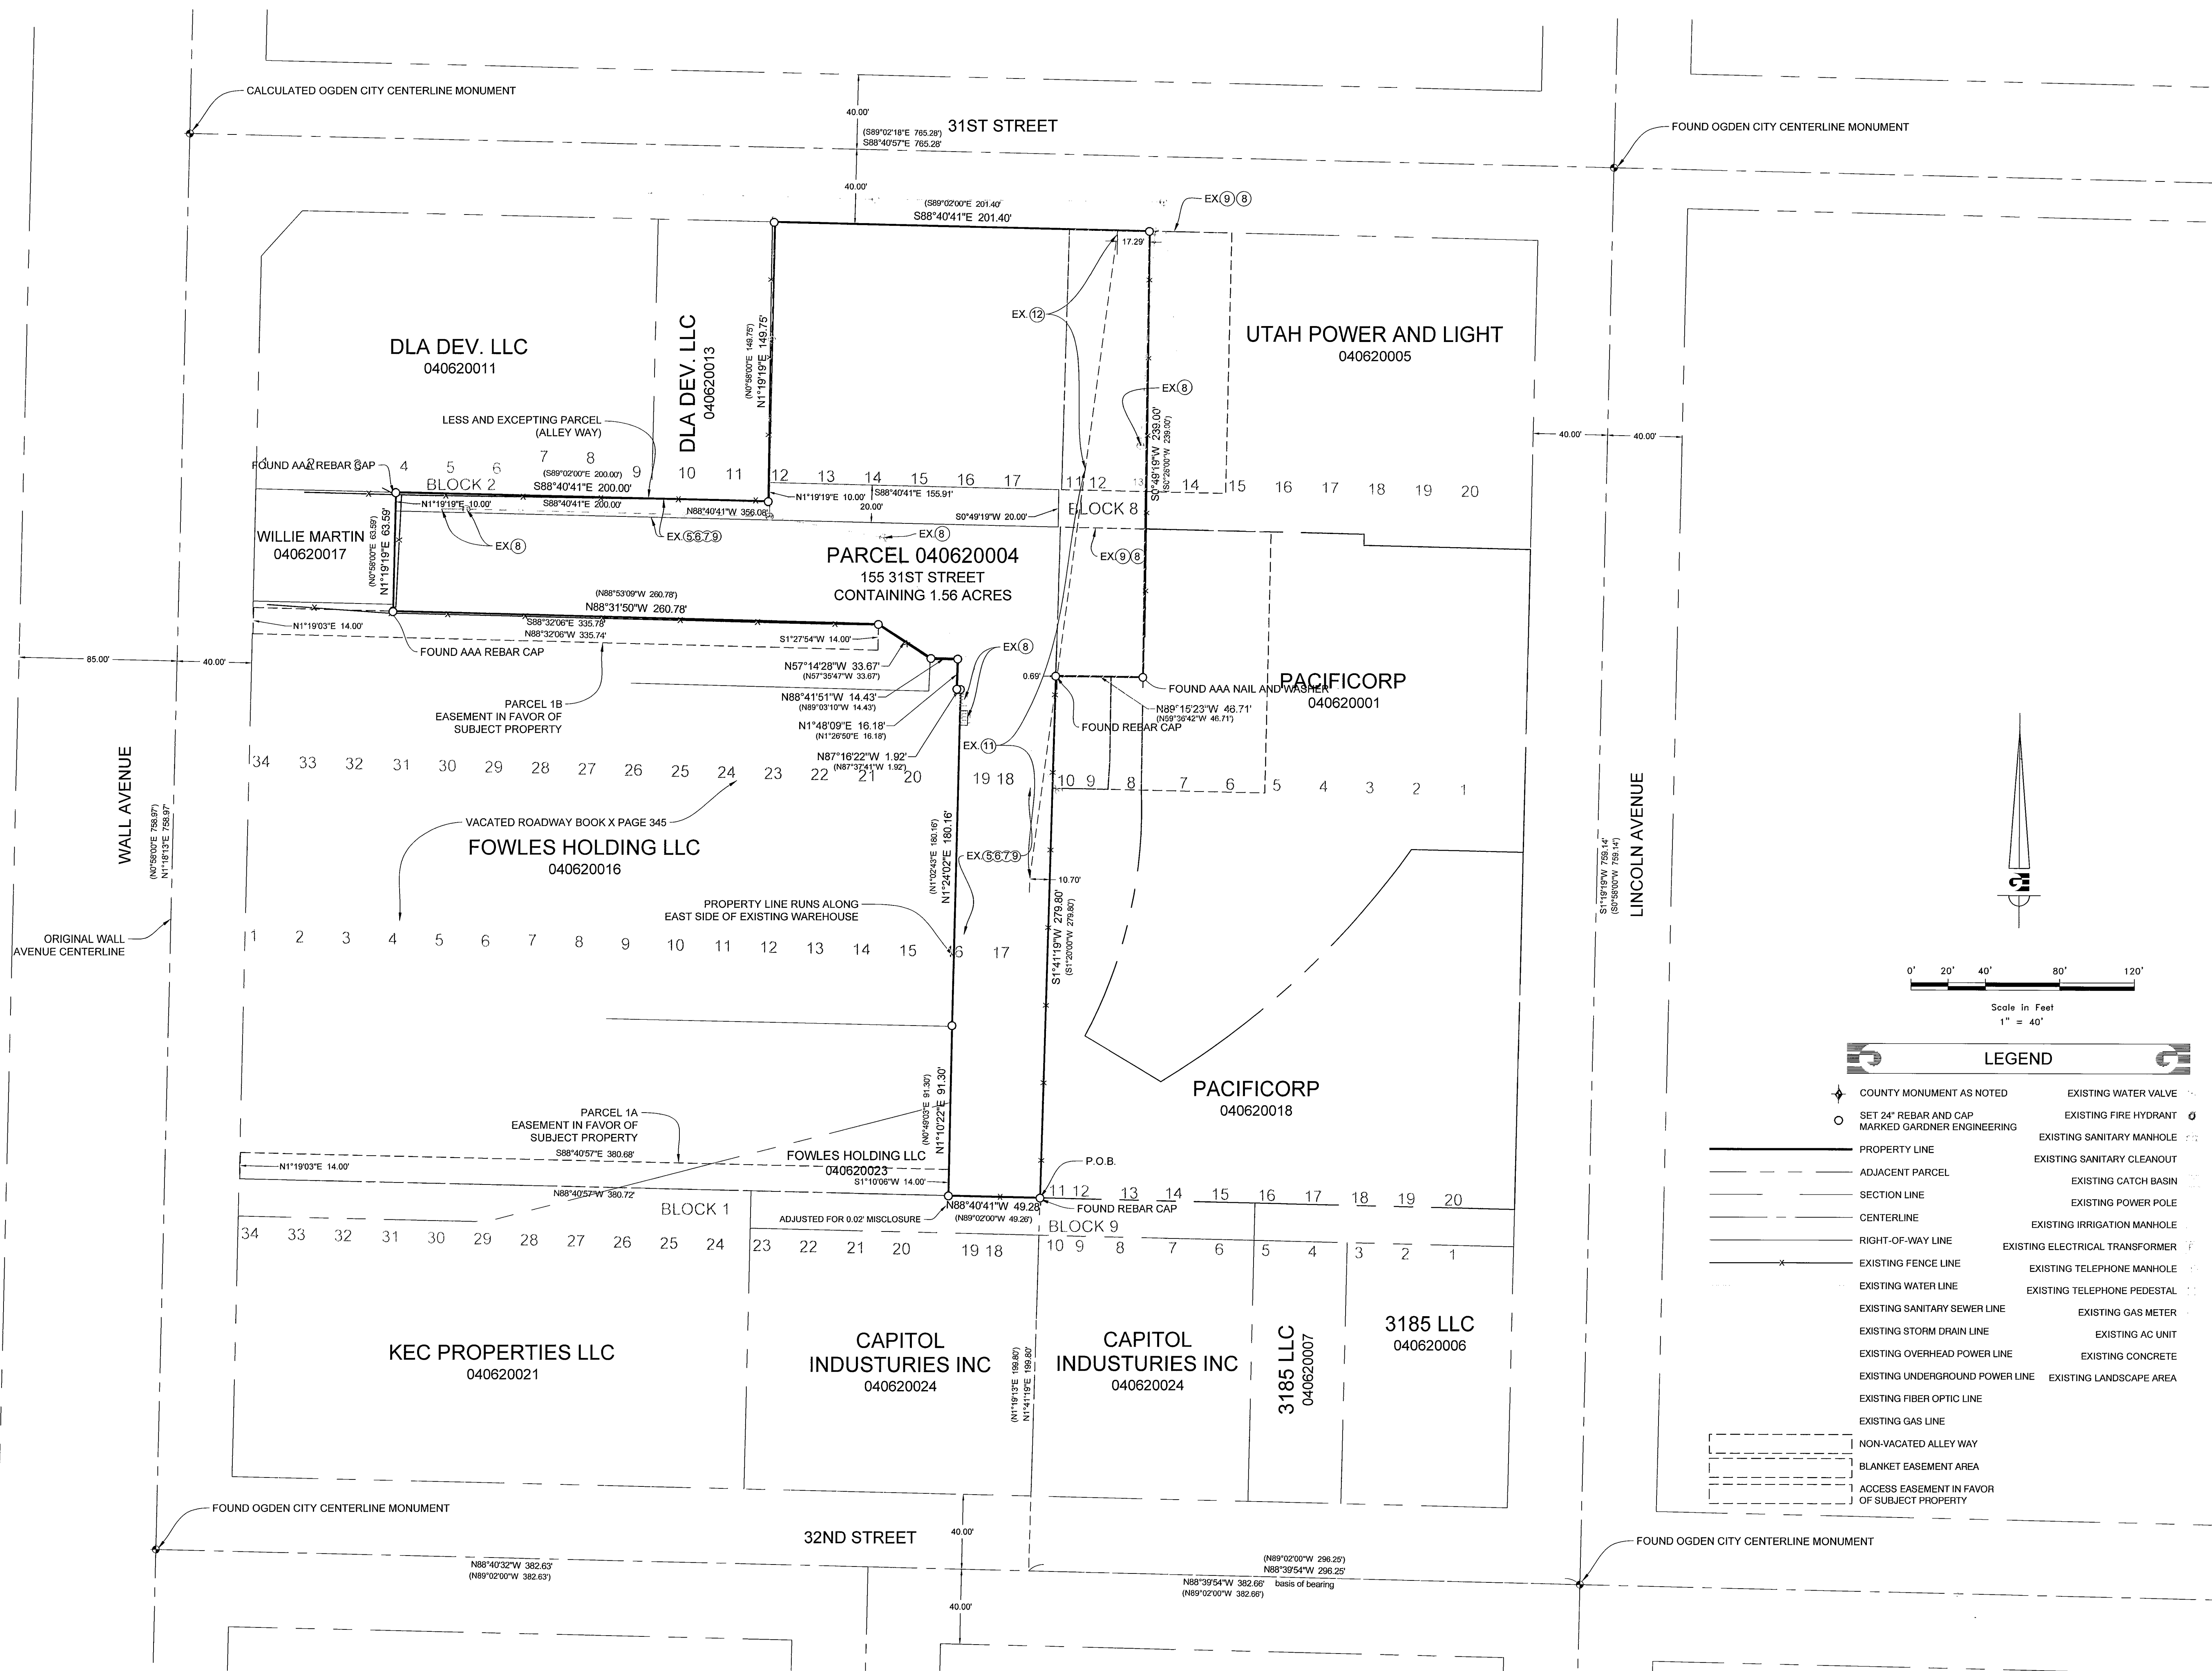 CALCULATED OGDEN CITY CENTERLINE MONUMENT
40.00'
(S89°02'18"E 765.28')
S88°40'57"E 765.28'
31ST STREET
FOUND OGDEN CITY CENTERLINE MONUMENT
40.00'
(S89°02'00"E 201.40'
S88°40'41"E 201.40'
EX. 9 8
17.29'
EX. 12
DLA DEV. LLC
040620011
DLA DEV. LLC
040620013
(N0°58'00"E 149.75')
N1°19'19"E 149.75'
UTAH POWER AND LIGHT
040620005
EX. 8
S0°49'19"W 239.00'
(S0°26'00"W 239.00')
LESS AND EXCEPTING PARCEL
(ALLEY WAY)
40.00' 40.00'
FOUND AAA REBAR CAP
1 2 3 4 5 6 7 8 9 10 11 12 13 14 15 16 17 11 12 13 14 15 16 17 18 19 20
(S89°02'00"E 200.00')
BLOCK 2
S88°40'41"E 200.00'
N1°19'19"E 10.00'
S88°40'41"E 155.91'
N1°19'19"E 10.00'
S88°40'41"E 200.00'
N88°40'41"W 356.08'
20.00'
S0°49'19"W 20.00'
BLOCK 8
WILLIE MARTIN
040620017
(N0°58'00"E 63.59')
N1°19'19"E 63.59'
EX. 8
EX. 5 6 7 9
EX. 8
PARCEL 040620004
155 31ST STREET
CONTAINING 1.56 ACRES
EX. 9 8
(N88°53'09"W 260.78')
N88°31'50"W 260.78'
N1°19'03"E 14.00'
S88°32'06"E 335.78'
N88°32'06"W 335.74'
S1°27'54"W 14.00'
EX. 8
FOUND AAA REBAR CAP
85.00'
40.00'
N57°14'28"W 33.67'
(N57°35'47"W 33.67')
0.69'
PACIFICORP
040620001
FOUND AAA NAIL AND WASHER
N88°41'51"W 14.43'
(N89°03'10"W 14.43')
N89°15'23"W 46.71'
(N59°36'42"W 46.71')
PARCEL 1B
EASEMENT IN FAVOR OF
SUBJECT PROPERTY
N1°48'09"E 16.18'
(N1°26'50"E 16.18')
FOUND REBAR CAP
EX. 11
N87°16'22"W 1.92'
(N87°37'41"W 1.92')
34 33 32 31 30 29 28 27 26 25 24 23 22 21 20 19 18 10 9 8 7 6 5 4 3 2 1
WALL AVENUE
(N0°58'00"E 758.97')
N1°18'13"E 758.97'
VACATED ROADWAY BOOK X PAGE 345
FOWLES HOLDING LLC
040620016
(N1°02'43"E 180.16')
N1°24'02"E 180.16'
EX. 5 6 7 9
10.70'
S1°19'19"W 759.14'
(S0°58'00"W 759.14')
LINCOLN AVENUE
PROPERTY LINE RUNS ALONG
EAST SIDE OF EXISTING WAREHOUSE
S1°41'19"W 279.80'
(S1°20'00"W 279.80')
ORIGINAL WALL
AVENUE CENTERLINE
1 2 3 4 5 6 7 8 9 10 11 12 13 14 15 16 17
0' 20' 40' 80' 120'
Scale in Feet
1" = 40'
(N0°49'03"E 91.30')
N1°10'22"E 91.30'
PACIFICORP
040620018
PARCEL 1A
EASEMENT IN FAVOR OF
SUBJECT PROPERTY
S88°40'57"E 380.68'
N1°19'03"E 14.00'
FOWLES HOLDING LLC
040620023
S1°10'06"W 14.00'
P.O.B.
N88°40'57"W 380.72'
BLOCK 1
ADJUSTED FOR 0.02' MISCLOSURE
N88°40'41"W 49.28'
(N89°02'00"W 49.26')
FOUND REBAR CAP
11 12 13 14 15 16 17 18 19 20
BLOCK 9
34 33 32 31 30 29 28 27 26 25 24 23 22 21 20 19 18 10 9 8 7 6 5 4 3 2 1
KEC PROPERTIES LLC
040620021
CAPITOL
INDUSTURIES INC
040620024
(N1°19'13"E 199.80')
N1°41'19"E 199.80'
CAPITOL
INDUSTURIES INC
040620024
3185 LLC
040620007
3185 LLC
040620006
FOUND OGDEN CITY CENTERLINE MONUMENT
N88°40'32"W 382.63'
(N89°02'00"W 382.63')
32ND STREET
40.00'
40.00'
(N89°02'00"W 296.25')
N88°39'54"W 296.25'
N88°39'54"W 382.66' basis of bearing
(N89°02'00"W 382.66')
FOUND OGDEN CITY CENTERLINE MONUMENT
LEGEND
COUNTY MONUMENT AS NOTED
SET 24" REBAR AND CAP
MARKED GARDNER ENGINEERING
PROPERTY LINE
ADJACENT PARCEL
SECTION LINE
CENTERLINE
RIGHT-OF-WAY LINE
EXISTING FENCE LINE
EXISTING WATER LINE
EXISTING SANITARY SEWER LINE
EXISTING STORM DRAIN LINE
EXISTING OVERHEAD POWER LINE
EXISTING UNDERGROUND POWER LINE
EXISTING FIBER OPTIC LINE
EXISTING GAS LINE
NON-VACATED ALLEY WAY
BLANKET EASEMENT AREA
ACCESS EASEMENT IN FAVOR
OF SUBJECT PROPERTY
EXISTING WATER VALVE
EXISTING FIRE HYDRANT
EXISTING SANITARY MANHOLE
EXISTING SANITARY CLEANOUT
EXISTING CATCH BASIN
EXISTING POWER POLE
EXISTING IRRIGATION MANHOLE
EXISTING ELECTRICAL TRANSFORMER
EXISTING TELEPHONE MANHOLE
EXISTING TELEPHONE PEDESTAL
EXISTING GAS METER
EXISTING AC UNIT
EXISTING CONCRETE
EXISTING LANDSCAPE AREA